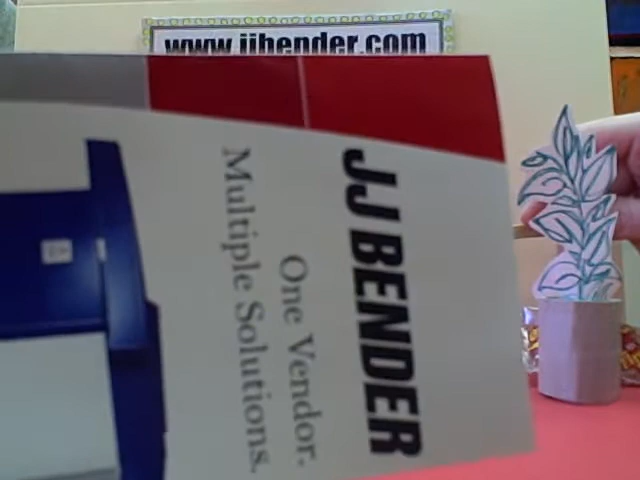 www.jjbender.com
JJ BENDER
One Vendor.
Multiple Solutions.